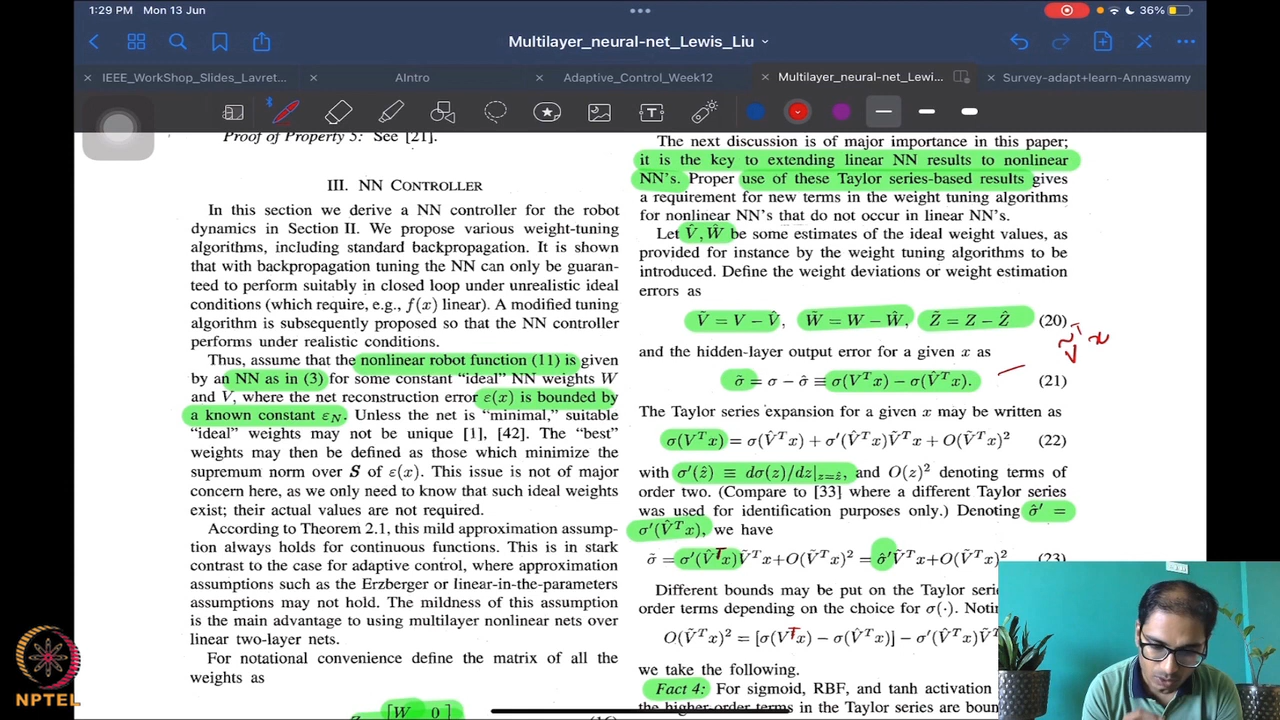 1:29 PM Mon 13 Jun
36%
Multilayer_neural-net_Lewis_Liu
IEEE_WorkShop_Slides_Lavret...
AIntro
Adaptive_Control_Week12
Multilayer_neural-net_Lewi...
Survey-adapt+learn-Annaswamy
Proof of Property 5: See [21].
III. NN CONTROLLER
In this section we derive a NN controller for the robot
dynamics in Section II. We propose various weight-tuning
algorithms, including standard backpropagation. It is shown
that with backpropagation tuning the NN can only be guaran-
teed to perform suitably in closed loop under unrealistic ideal
conditions (which require, e.g., f(x) linear). A modified tuning
algorithm is subsequently proposed so that the NN controller
performs under realistic conditions.
Thus, assume that the nonlinear robot function (11) is given
by an NN as in (3) for some constant "ideal" NN weights W
and V, where the net reconstruction error ε(x) is bounded by
a known constant ε_N. Unless the net is "minimal," suitable
"ideal" weights may not be unique [1], [42]. The "best"
weights may then be defined as those which minimize the
supremum norm over S of ε(x). This issue is not of major
concern here, as we only need to know that such ideal weights
exist; their actual values are not required.
According to Theorem 2.1, this mild approximation assump-
tion always holds for continuous functions. This is in stark
contrast to the case for adaptive control, where approximation
assumptions such as the Erzberger or linear-in-the-parameters
assumptions may not hold. The mildness of this assumption
is the main advantage to using multilayer nonlinear nets over
linear two-layer nets.
For notational convenience define the matrix of all the
weights as
[W 0
The next discussion is of major importance in this paper;
it is the key to extending linear NN results to nonlinear
NN's. Proper use of these Taylor series-based results gives
a requirement for new terms in the weight tuning algorithms
for nonlinear NN's that do not occur in linear NN's.
Let V̂, Ŵ be some estimates of the ideal weight values, as
provided for instance by the weight tuning algorithms to be
introduced. Define the weight deviations or weight estimation
errors as
Ṽ = V − V̂, W̃ = W − Ŵ, Z̃ = Z − Ẑ (20)
Ṽ^T x
and the hidden-layer output error for a given x as
σ̃ = σ − σ̂ ≡ σ(V^T x) − σ(V̂^T x). (21)
The Taylor series expansion for a given x may be written as
σ(V^T x) = σ(V̂^T x) + σ′(V̂^T x)Ṽ^T x + O(Ṽ^T x)² (22)
with σ′(ẑ) ≡ dσ(z)/dz|_{z=ẑ}, and O(z)² denoting terms of
order two. (Compare to [33] where a different Taylor series
was used for identification purposes only.) Denoting σ̂′ =
σ′(V̂^T x), we have
σ̃ = σ′(V̂^T x)Ṽ^T x+O(Ṽ^T x)² = σ̂′Ṽ^T x+O(Ṽ^T x)² (23)
Different bounds may be put on the Taylor seri
order terms depending on the choice for σ(·). Noti
O(Ṽ^T x)² = [σ(V^T x) − σ(V̂^T x)] − σ′(V̂^T x)Ṽ
we take the following.
Fact 4: For sigmoid, RBF, and tanh activation
the higher-order terms in the Taylor series are boun
NPTEL